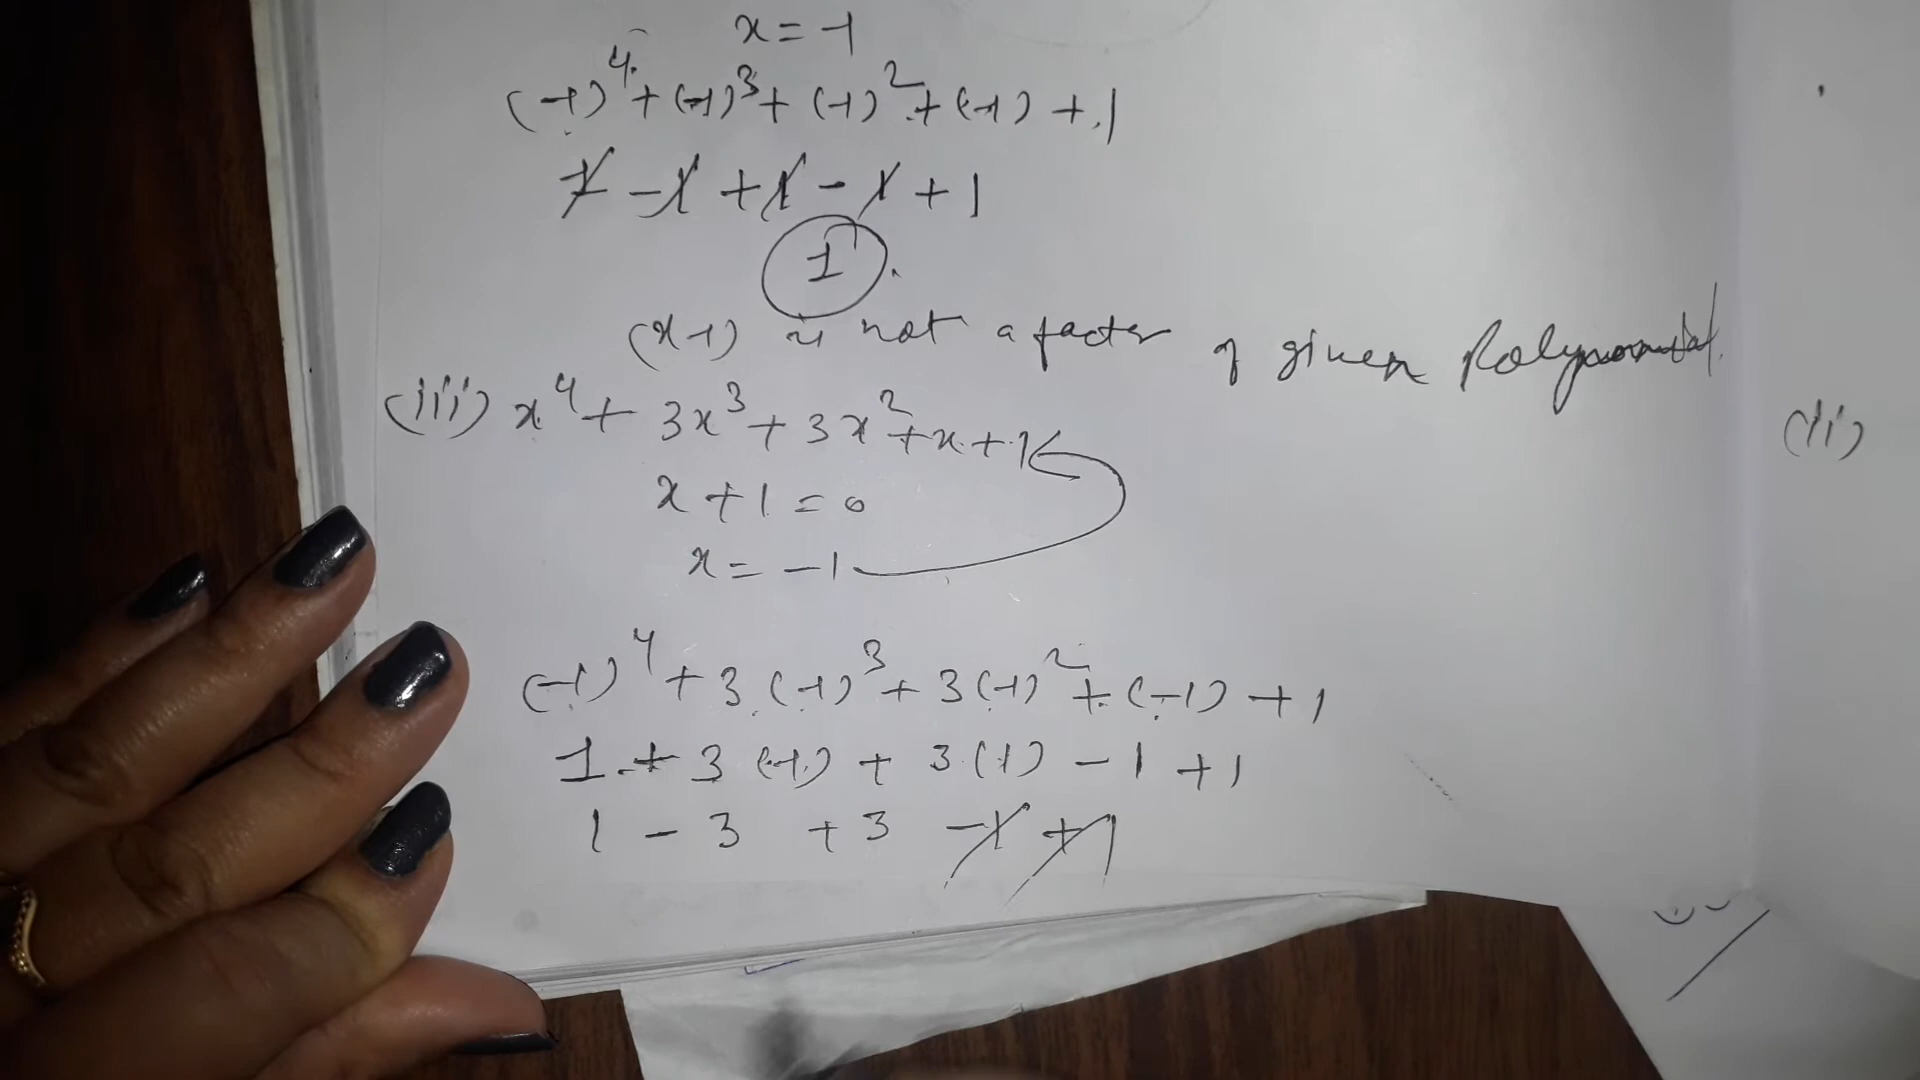 x = -1
(-1)⁴ + (-1)³ + (-1)² + (-1) + 1
1 - 1 + 1 - 1 + 1
1.
(x+1) is not a factor of given Polynomial.
(iii) x⁴ + 3x³ + 3x² + x + 1
x + 1 = 0
x = -1
(-1)⁴ + 3(-1)³ + 3(-1)² + (-1) + 1
1 + 3(-1) + 3(1) - 1 + 1
1 - 3 + 3 - 1 + 1
(ii)